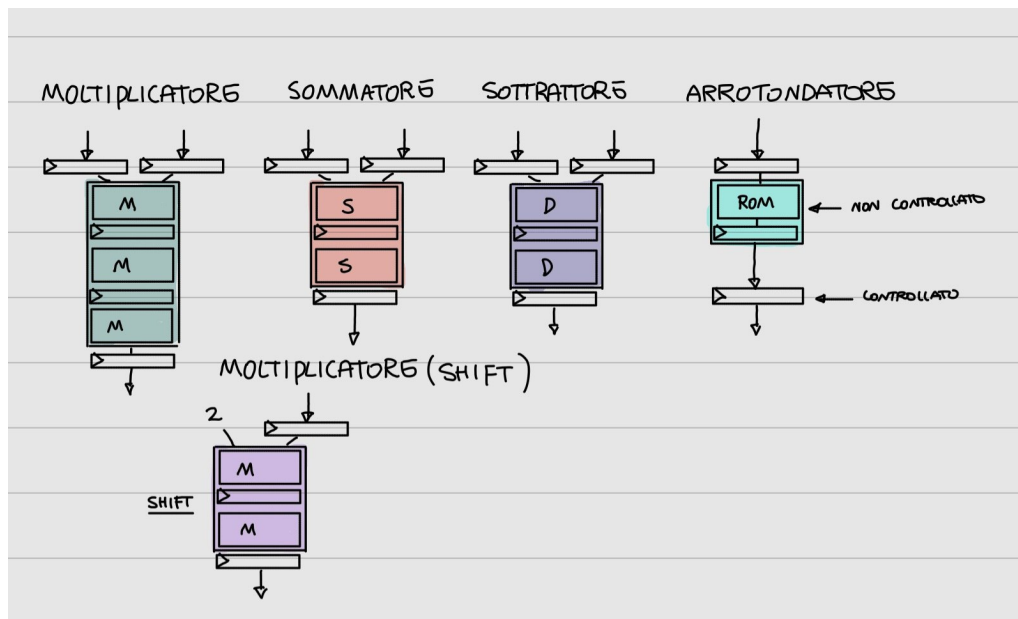 MOLTIPLICATORE SOMMATORE SOTTRATTORE ARROTONDATORE
M S D ROM NON CONTROLLATO
M S D
CONTROLLATO
M
MOLTIPLICATORE (SHIFT)
2
M
SHIFT
M